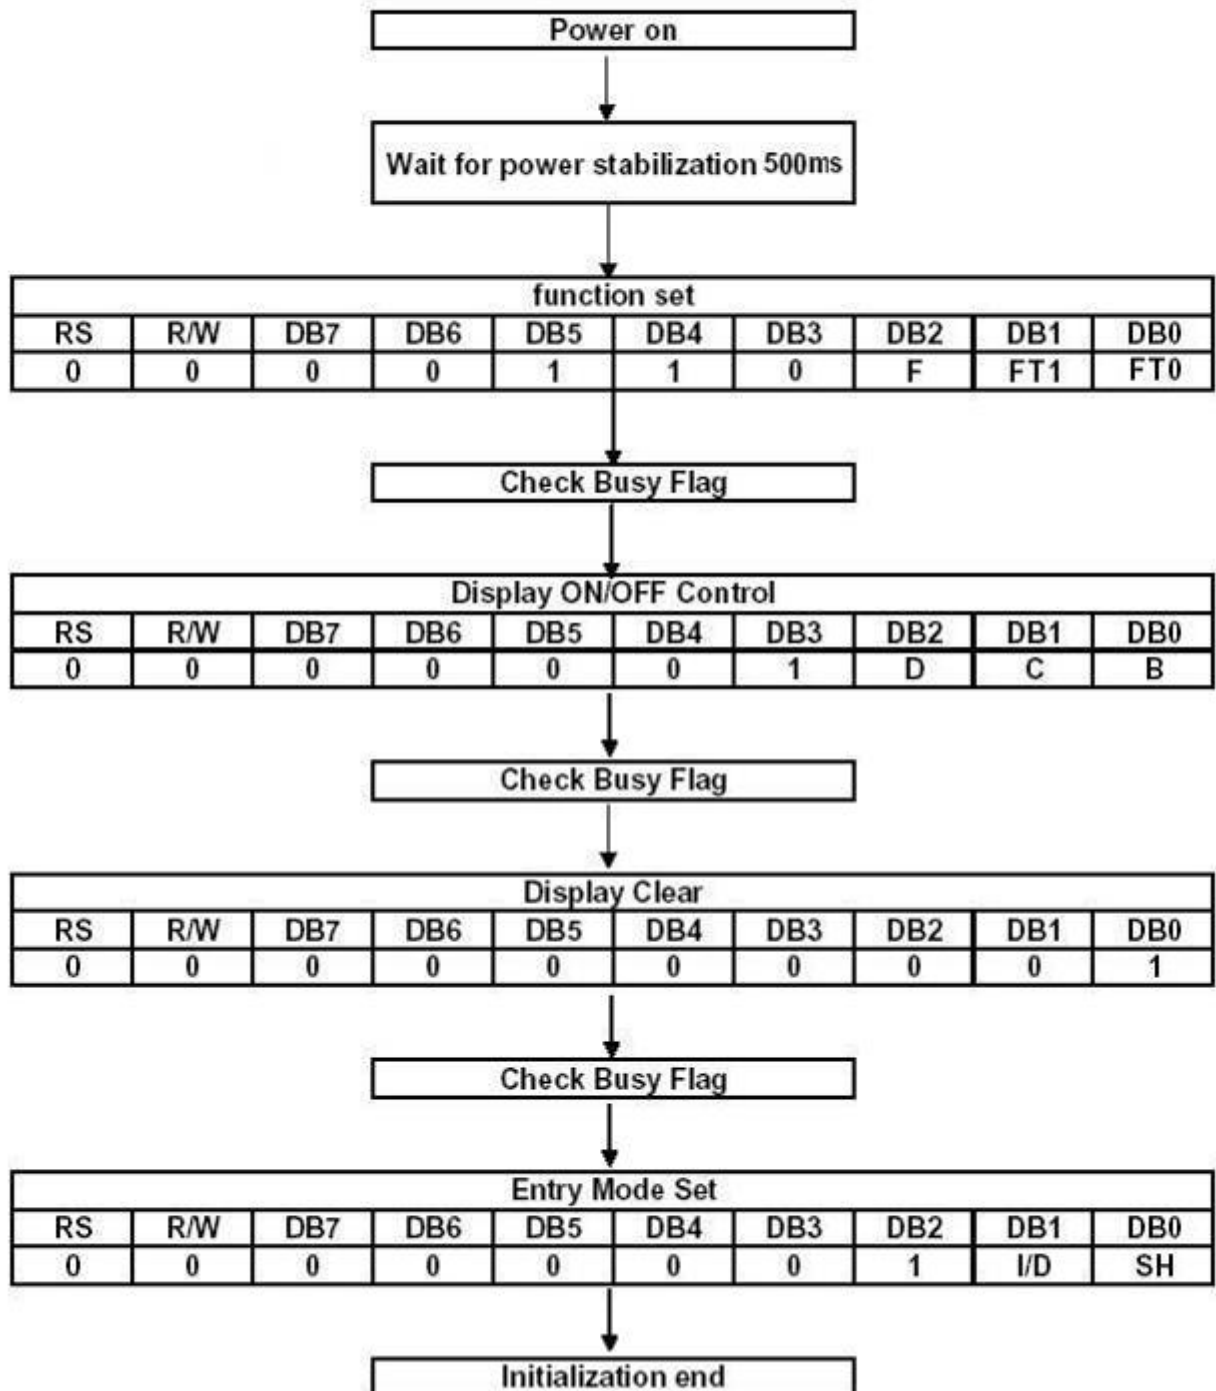 Power on
Wait for power stabilization 500ms
function set
RS R/W DB7 DB6 DB5 DB4 DB3 DB2 DB1 DB0
0 0 0 0 1 1 0 F FT1 FT0
Check Busy Flag
Display ON/OFF Control
RS R/W DB7 DB6 DB5 DB4 DB3 DB2 DB1 DB0
0 0 0 0 0 0 1 D C B
Check Busy Flag
Display Clear
RS R/W DB7 DB6 DB5 DB4 DB3 DB2 DB1 DB0
0 0 0 0 0 0 0 0 0 1
Check Busy Flag
Entry Mode Set
RS R/W DB7 DB6 DB5 DB4 DB3 DB2 DB1 DB0
0 0 0 0 0 0 0 1 I/D SH
Initialization end